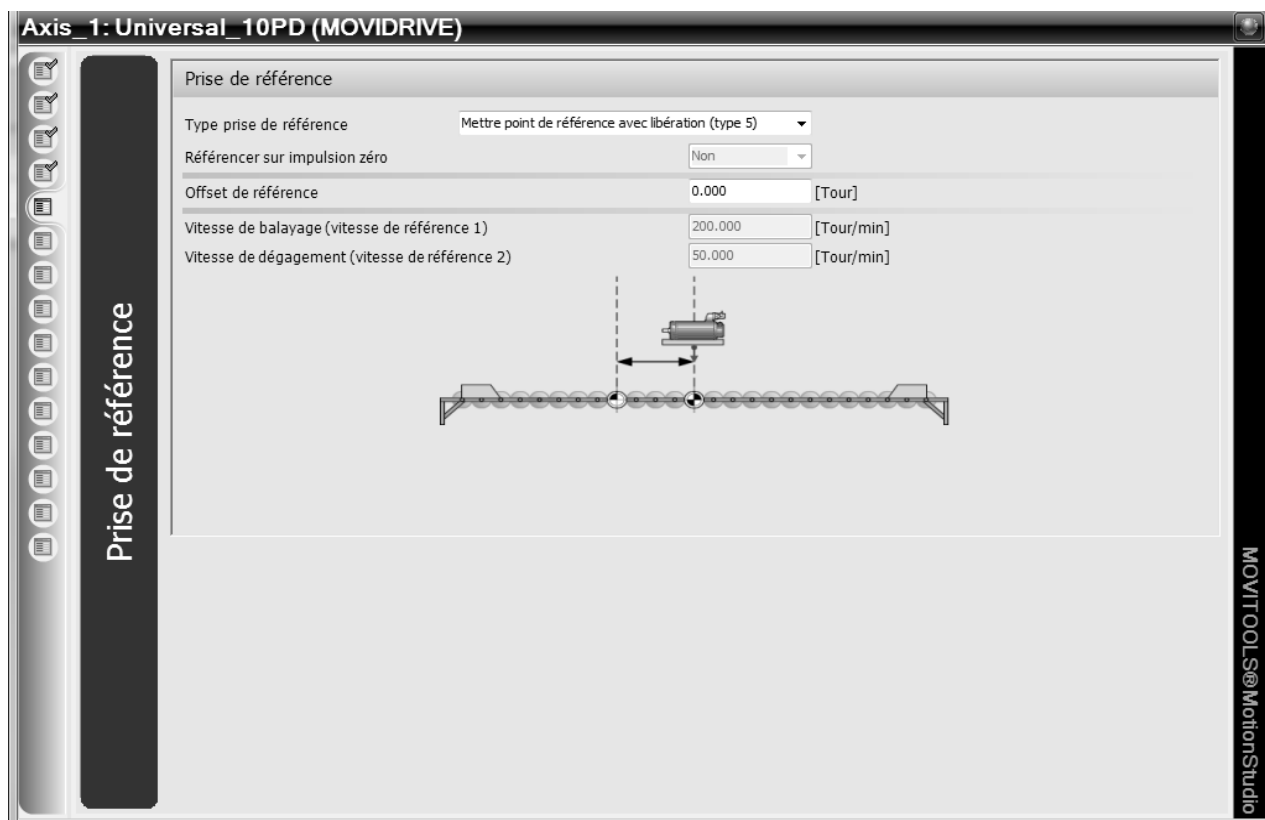 Axis_1: Universal_10PD (MOVIDRIVE)
Prise de référence
Prise de référence
Type prise de référence Mettre point de référence avec libération (type 5)
Référencer sur impulsion zéro Non
Offset de référence 0.000 [Tour]
Vitesse de balayage (vitesse de référence 1) 200.000 [Tour/min]
Vitesse de dégagement (vitesse de référence 2) 50.000 [Tour/min]
MOVITOOLS®MotionStudio